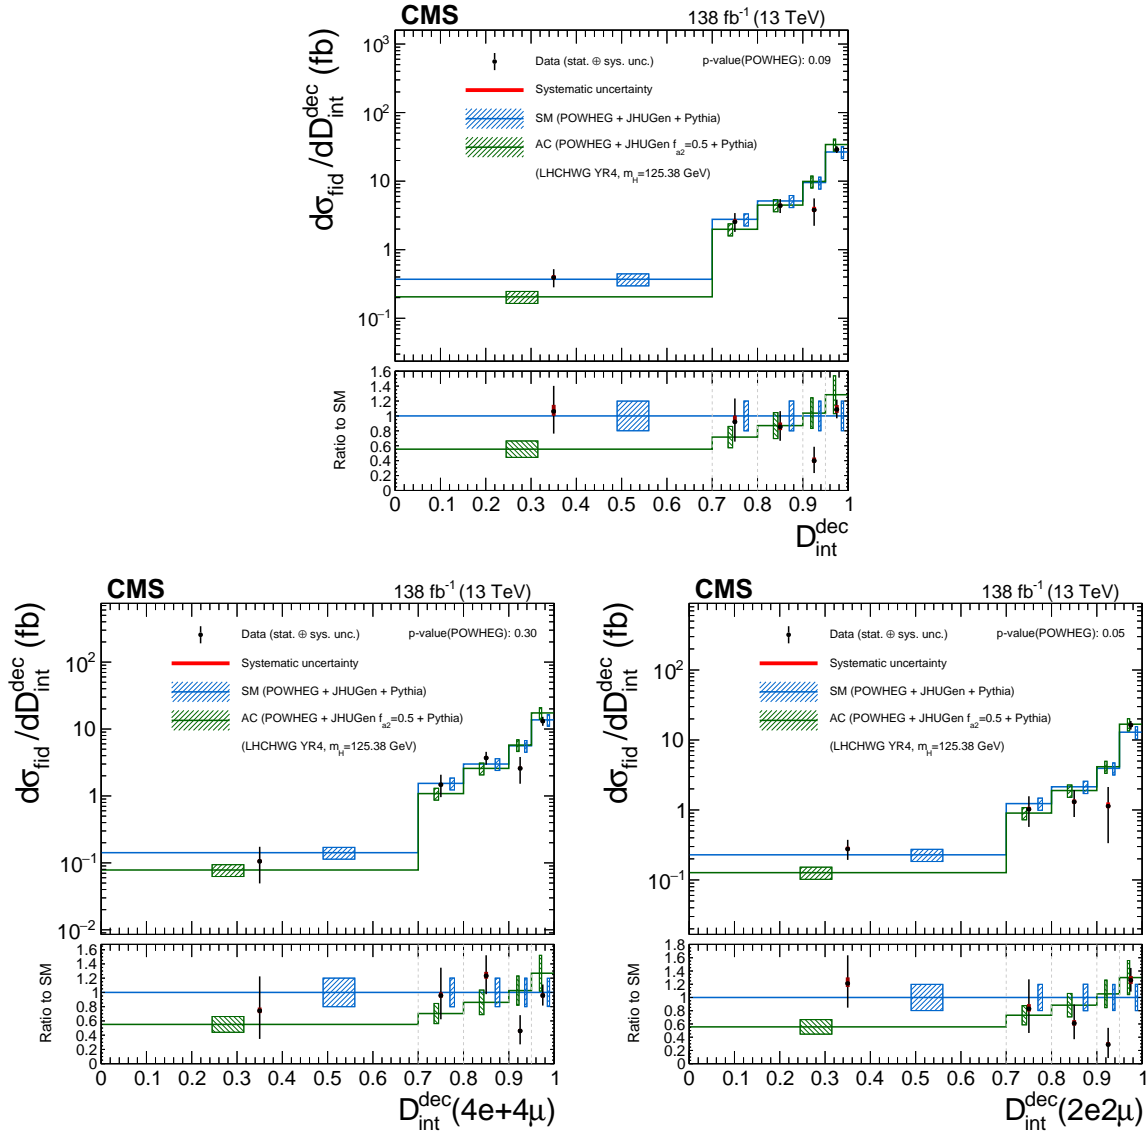 CMS 138 fb⁻¹ (13 TeV)
dσ_fid/dD_int^dec (fb)
10³
10²
10
1
10⁻¹
Data (stat. ⊕ sys. unc.) p-value(POWHEG): 0.09
Systematic uncertainty
SM (POWHEG + JHUGen + Pythia)
AC (POWHEG + JHUGen f_a2=0.5 + Pythia)
(LHCHWG YR4, m_H=125.38 GeV)
Ratio to SM
1.6
1.4
1.2
1
0.8
0.6
0.4
0.2
0
0 0.1 0.2 0.3 0.4 0.5 0.6 0.7 0.8 0.9 1
D_int^dec
CMS 138 fb⁻¹ (13 TeV)
dσ_fid/dD_int^dec (fb)
10²
10
1
10⁻¹
10⁻²
Data (stat. ⊕ sys. unc.) p-value(POWHEG): 0.30
Systematic uncertainty
SM (POWHEG + JHUGen + Pythia)
AC (POWHEG + JHUGen f_a2=0.5 + Pythia)
(LHCHWG YR4, m_H=125.38 GeV)
Ratio to SM
1.6
1.4
1.2
1
0.8
0.6
0.4
0.2
0
0 0.1 0.2 0.3 0.4 0.5 0.6 0.7 0.8 0.9 1
D_int^dec(4e+4μ)
CMS 138 fb⁻¹ (13 TeV)
dσ_fid/dD_int^dec (fb)
10²
10
1
10⁻¹
Data (stat. ⊕ sys. unc.) p-value(POWHEG): 0.05
Systematic uncertainty
SM (POWHEG + JHUGen + Pythia)
AC (POWHEG + JHUGen f_a2=0.5 + Pythia)
(LHCHWG YR4, m_H=125.38 GeV)
Ratio to SM
1.8
1.6
1.4
1.2
1
0.8
0.6
0.4
0.2
0
0 0.1 0.2 0.3 0.4 0.5 0.6 0.7 0.8 0.9 1
D_int^dec(2e2μ)